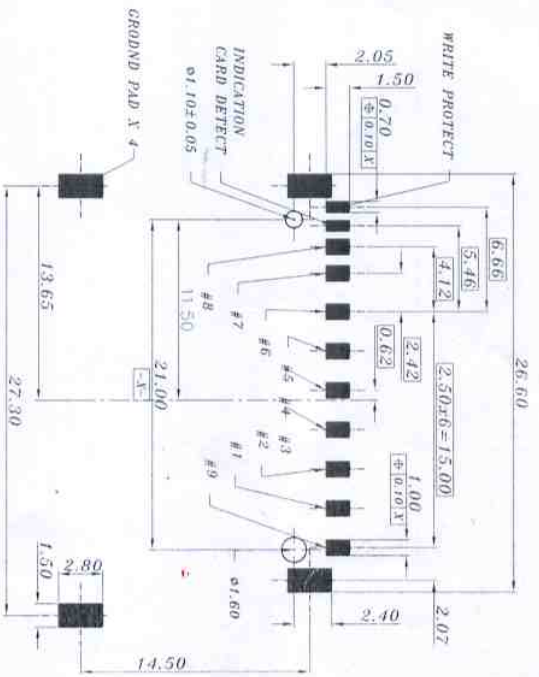 WRITE PROTECT
2.05
1.50
0.70
⌖ 0.10 X
INDICATION
CARD DETECT
ø1.10±0.05
GRODND PAD X 4
26.60
6.66
5.46
4.12
2.42
0.62
2.50x6=15.00
1.00
⌖ 0.10 X
#8
#7
#6
#5
#4
#3
#2
#1
#9
11.50
21.00
-X-
13.65
27.30
ø1.60
2.40
2.07
14.50
2.80
1.50